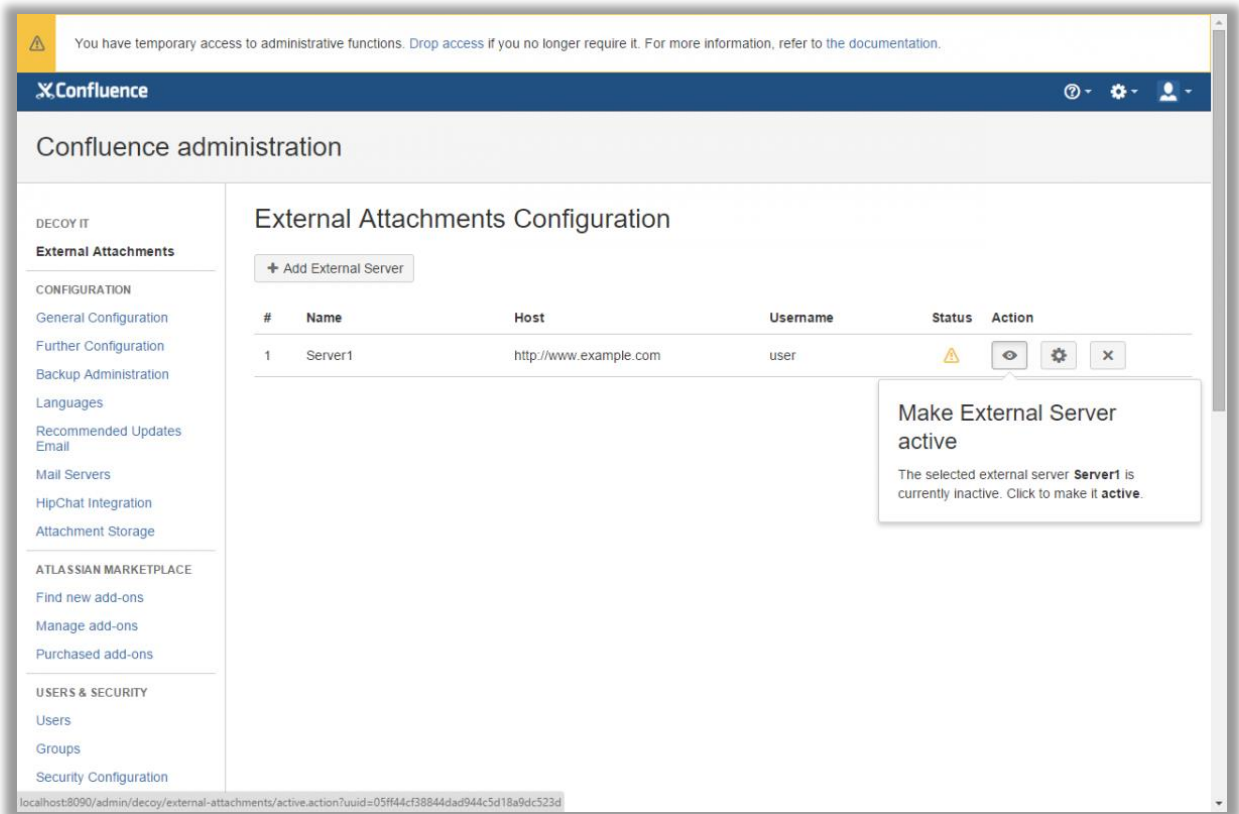 You have temporary access to administrative functions. Drop access if you no longer require it. For more information, refer to the documentation.
Confluence
Confluence administration
DECOY IT
External Attachments
CONFIGURATION
General Configuration
Further Configuration
Backup Administration
Languages
Recommended Updates
Email
Mail Servers
HipChat Integration
Attachment Storage
ATLASSIAN MARKETPLACE
Find new add-ons
Manage add-ons
Purchased add-ons
USERS & SECURITY
Users
Groups
Security Configuration
External Attachments Configuration
+ Add External Server
# Name Host Username Status Action
1 Server1 http://www.example.com user
Make External Server
active
The selected external server Server1 is
currently inactive. Click to make it active.
localhost:8090/admin/decoy/external-attachments/active.action?uuid=05ff44cf38844dad944c5d18a9dc523d